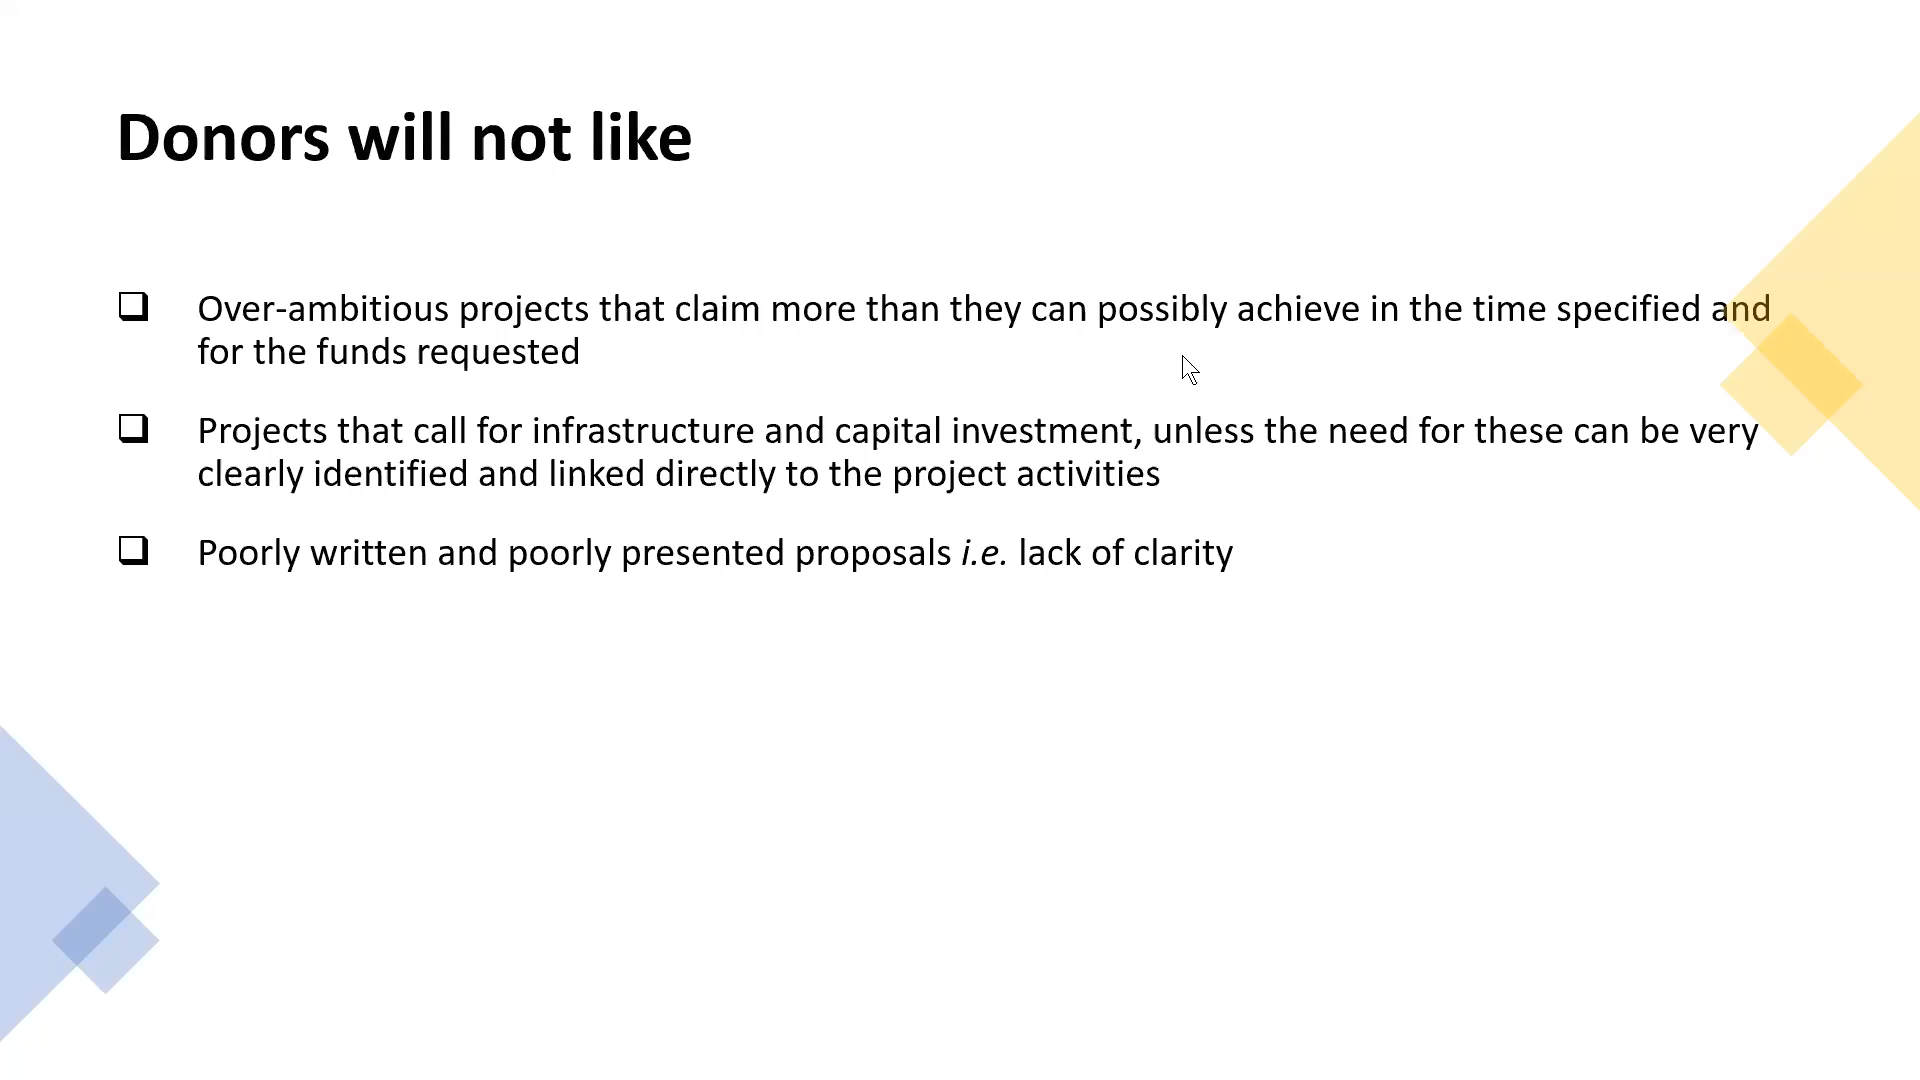 Donors will not like
Over-ambitious projects that claim more than they can possibly achieve in the time specified and
for the funds requested
Projects that call for infrastructure and capital investment, unless the need for these can be very
clearly identified and linked directly to the project activities
Poorly written and poorly presented proposals i.e. lack of clarity